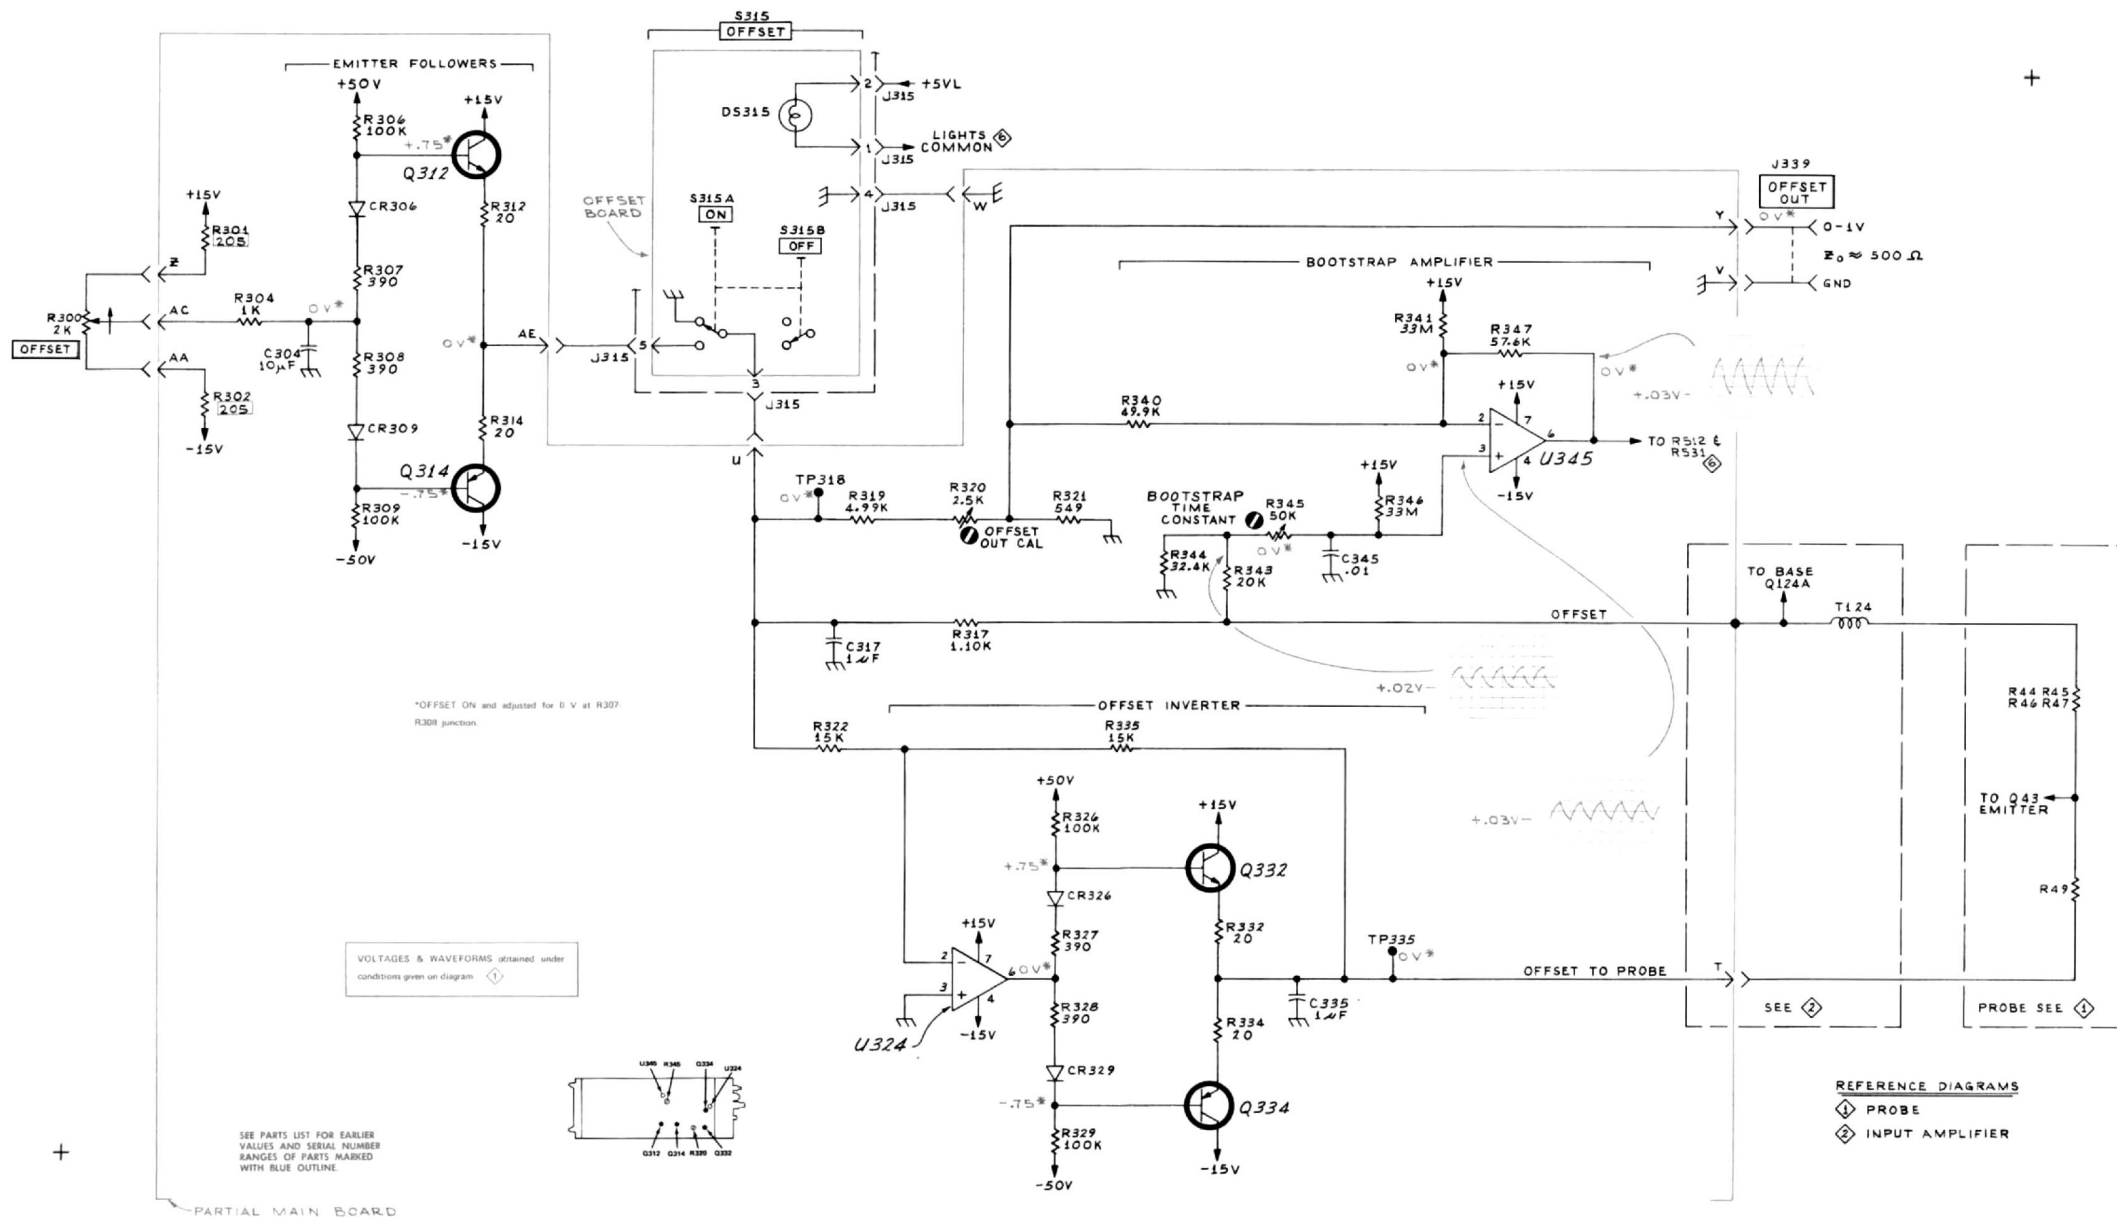 S315
OFFSET
EMITTER FOLLOWERS
+50V
+15V
R306
100K
+.75*
Q312
CR306
R312
20
+15V
R301
205
Z
R307
390
R304
1K
0V*
AC
R300
2K
OFFSET
C304
10µF
AA
R308
390
R302
205
-15V
CR309
R314
20
Q314
-.75*
R309
100K
-50V
-15V
0V*
AE
DS315
2
J315
+5VL
1
J315
LIGHTS
COMMON 6
4
J315
W
OFFSET
BOARD
S315A
ON
S315B
OFF
J315
5
3
J315
U
J339
OFFSET
OUT
Y
0V*
0-1V
Z₀ ≈ 500 Ω
V
GND
BOOTSTRAP AMPLIFIER
+15V
R341
33M
R347
57.6K
0V*
0V*
+.03V-
R340
49.9K
+15V
2
-
7
6
3
+
4
U345
-15V
TO R512 &
R531 6
TP318
0V*
R319
4.99K
R320
2.5K
OFFSET
OUT CAL
R321
549
BOOTSTRAP
TIME
CONSTANT
R345
50K
0V*
+15V
R346
33M
R344
32.4K
R343
20K
C345
.01
C317
1µF
R317
1.10K
OFFSET
TO BASE
Q124A
T124
+.02V-
+.03V-
R44 R45
R46 R47
TO Q43
EMITTER
R49
*OFFSET ON and adjusted for 0 V at R307-
R308 junction.
OFFSET INVERTER
R322
15K
R335
15K
+50V
R326
100K
+15V
+.75*
Q332
CR326
R327
390
R332
20
+15V
2
-
7
6
0V*
3
+
4
-15V
U324
TP335
0V*
OFFSET TO PROBE
T
C335
1µF
R328
390
R334
20
CR329
-.75*
Q334
R329
100K
-50V
-15V
SEE 2
PROBE SEE 1
VOLTAGES & WAVEFORMS obtained under
conditions given on diagram 1
U345 R345 Q334 U324
Q312 Q314 R320 Q332
SEE PARTS LIST FOR EARLIER
VALUES AND SERIAL NUMBER
RANGES OF PARTS MARKED
WITH BLUE OUTLINE.
REFERENCE DIAGRAMS
1 PROBE
2 INPUT AMPLIFIER
PARTIAL MAIN BOARD